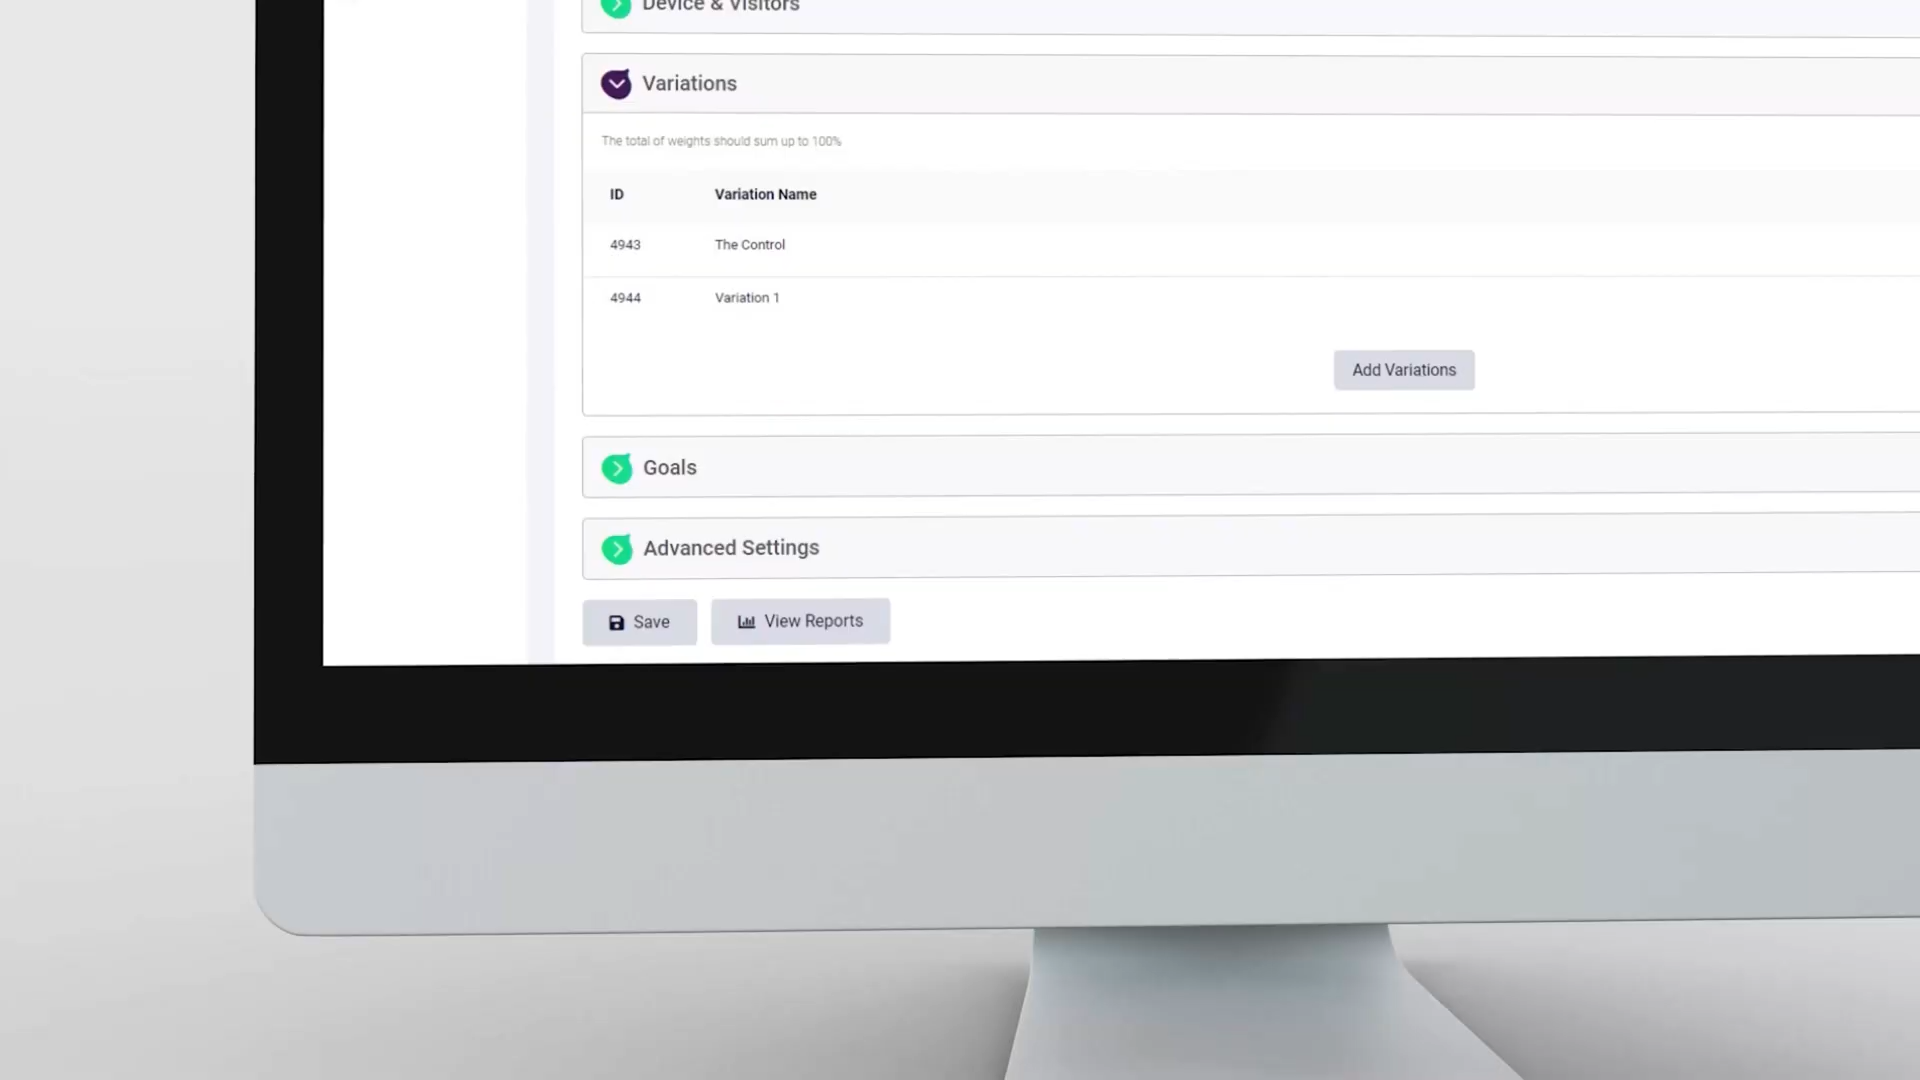 Device & Visitors
Variations
The total of weights should sum up to 100%
ID Variation Name
4943 The Control
4944 Variation 1
Add Variations
Goals
Advanced Settings
Save View Reports